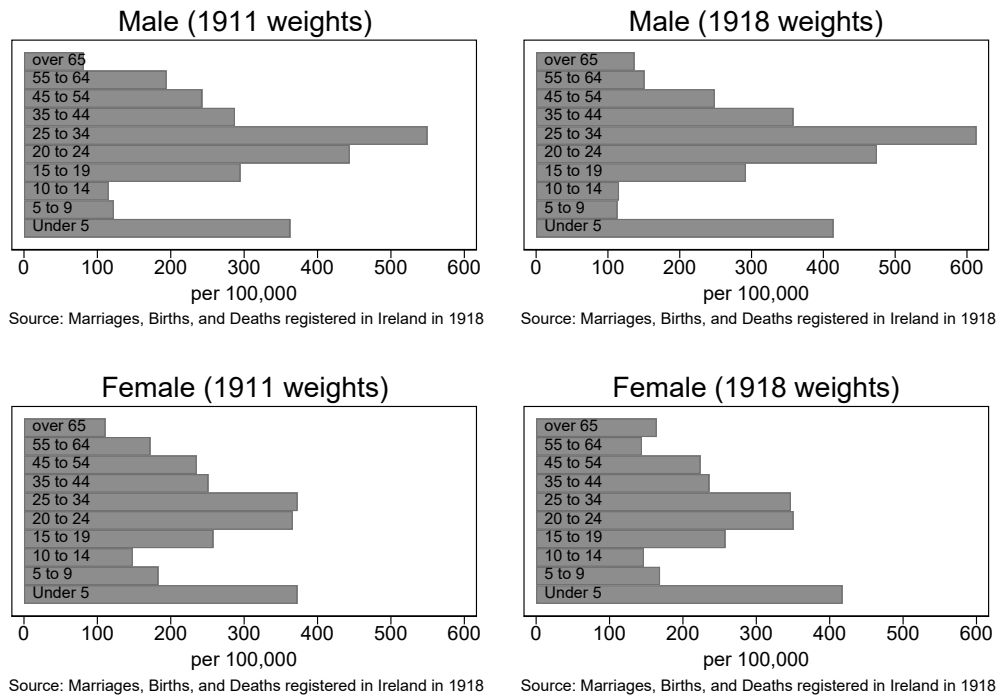 Male (1911 weights)
over 65
55 to 64
45 to 54
35 to 44
25 to 34
20 to 24
15 to 19
10 to 14
5 to 9
Under 5
0 100 200 300 400 500 600
per 100,000
Source: Marriages, Births, and Deaths registered in Ireland in 1918
Male (1918 weights)
over 65
55 to 64
45 to 54
35 to 44
25 to 34
20 to 24
15 to 19
10 to 14
5 to 9
Under 5
0 100 200 300 400 500 600
per 100,000
Source: Marriages, Births, and Deaths registered in Ireland in 1918
Female (1911 weights)
over 65
55 to 64
45 to 54
35 to 44
25 to 34
20 to 24
15 to 19
10 to 14
5 to 9
Under 5
0 100 200 300 400 500 600
per 100,000
Source: Marriages, Births, and Deaths registered in Ireland in 1918
Female (1918 weights)
over 65
55 to 64
45 to 54
35 to 44
25 to 34
20 to 24
15 to 19
10 to 14
5 to 9
Under 5
0 100 200 300 400 500 600
per 100,000
Source: Marriages, Births, and Deaths registered in Ireland in 1918